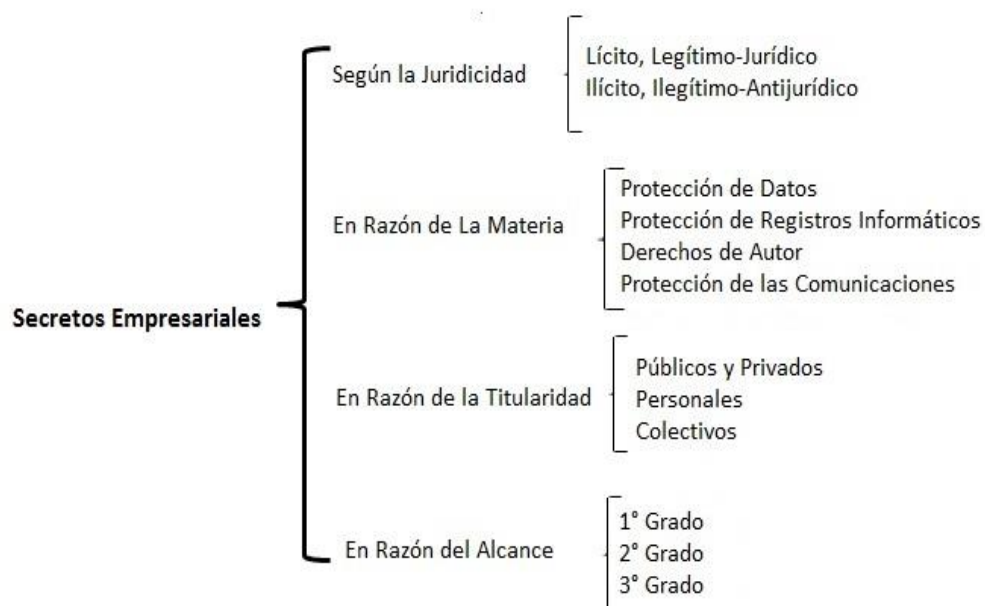 Según la Juridicidad
Lícito, Legítimo-Jurídico
Ilícito, Ilegítimo-Antijurídico
En Razón de La Materia
Protección de Datos
Protección de Registros Informáticos
Derechos de Autor
Protección de las Comunicaciones
Secretos Empresariales
En Razón de la Titularidad
Públicos y Privados
Personales
Colectivos
En Razón del Alcance
1° Grado
2° Grado
3° Grado